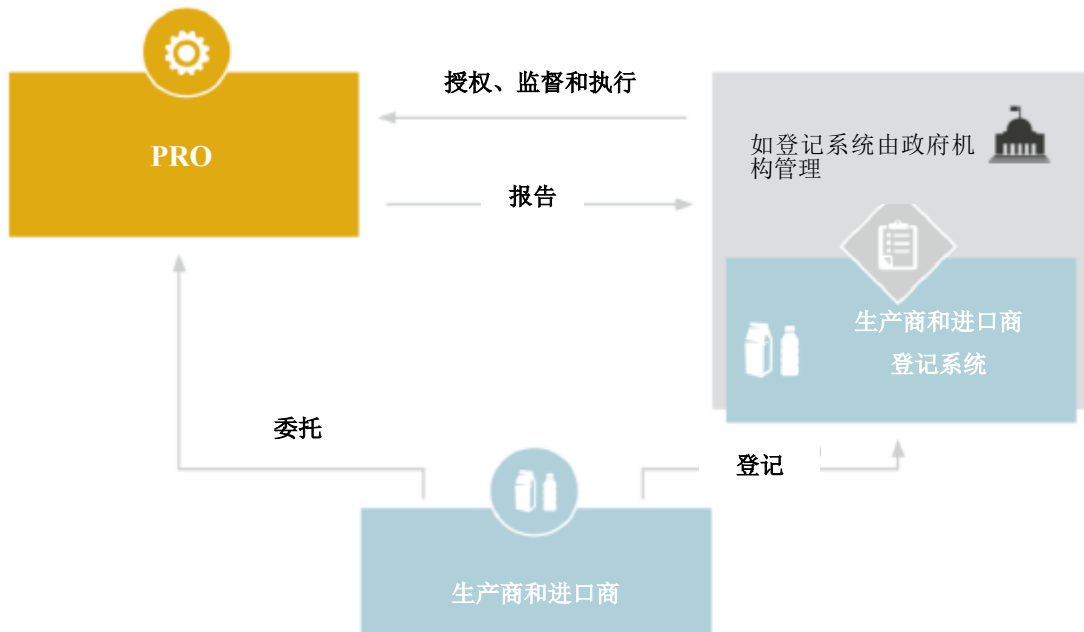 授权、监督和执行
PRO
如登记系统由政府机
构管理
报告
生产商和进口商
登记系统
委托
登记
生产商和进口商